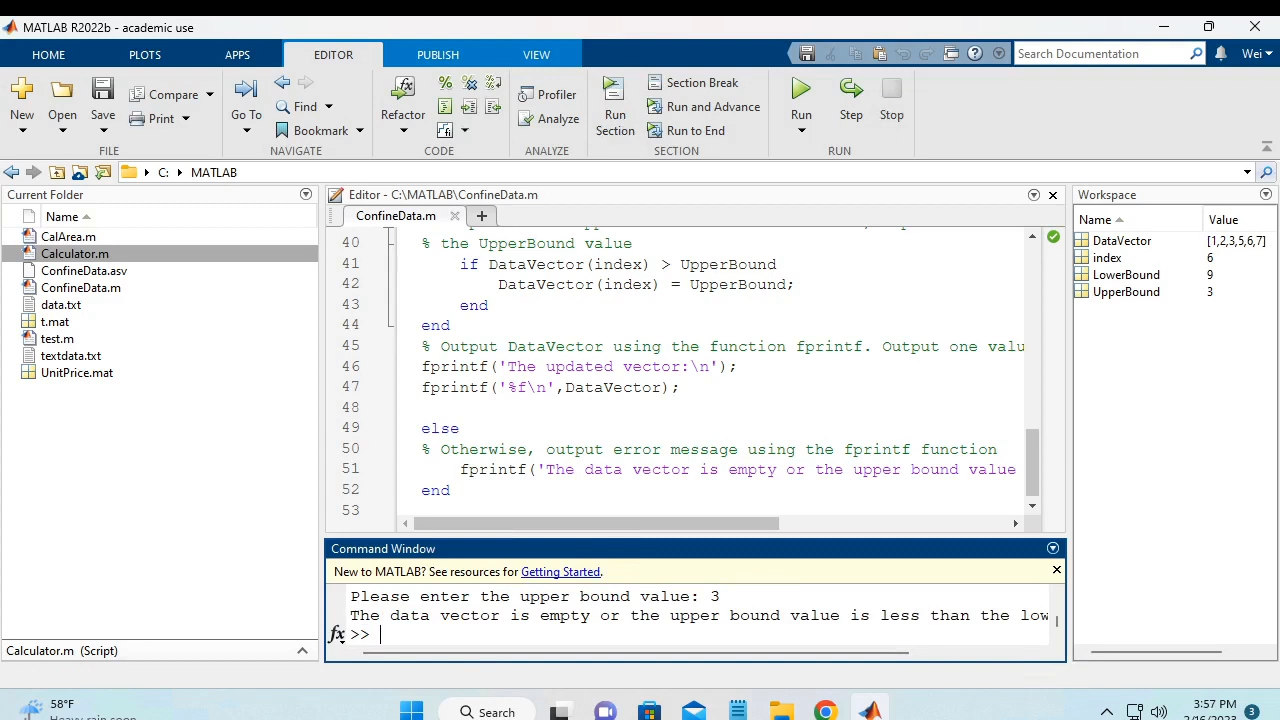 MATLAB R2022b - academic use
HOME PLOTS APPS EDITOR PUBLISH VIEW Search Documentation Wei
New Open Save Compare Print Go To Find Bookmark Refactor Profiler Analyze Run Section Section Break Run and Advance Run to End Run Step Stop
FILE NAVIGATE CODE ANALYZE SECTION RUN
C: MATLAB
Current Folder
Name
CalArea.m
Calculator.m
ConfineData.asv
ConfineData.m
data.txt
t.mat
test.m
textdata.txt
UnitPrice.mat
Calculator.m (Script)
Editor - C:\MATLAB\ConfineData.m
ConfineData.m
40 % the UpperBound value
41 if DataVector(index) > UpperBound
42 DataVector(index) = UpperBound;
43 end
44 end
45 % Output DataVector using the function fprintf. Output one valu
46 fprintf('The updated vector:\n');
47 fprintf('%f\n',DataVector);
48
49 else
50 % Otherwise, output error message using the fprintf function
51 fprintf('The data vector is empty or the upper bound value
52 end
53
Command Window
New to MATLAB? See resources for Getting Started.
Please enter the upper bound value: 3
The data vector is empty or the upper bound value is less than the low
fx >>
Workspace
Name Value
DataVector [1,2,3,5,6,7]
index 6
LowerBound 9
UpperBound 3
58°F
Heavy rain soon
Search
3:57 PM
3